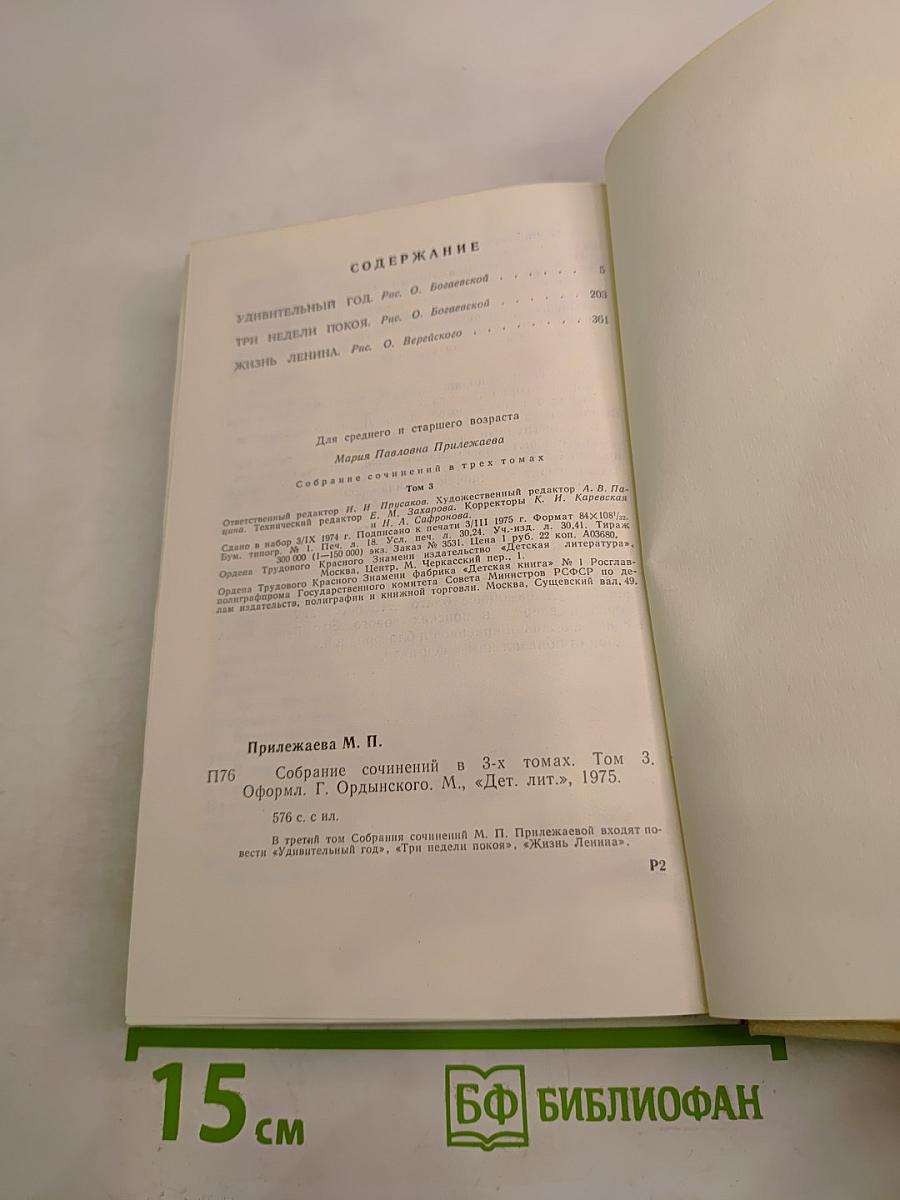 СОДЕРЖАНИЕ
УДИВИТЕЛЬНЫЙ ГОД. Рис. О. Богаевской . . . . . . 5
ТРИ НЕДЕЛИ ПОКОЯ. Рис. О. Богаевской . . . . . . 203
ЖИЗНЬ ЛЕНИНА. Рис. О. Верейского . . . . . . . . 361
Для среднего и старшего возраста
Мария Павловна Прилежаева
Собрание сочинений в трех томах
Том 3
Ответственный редактор И. И Прусаков. Художественный редактор А. В. Па-
цина. Технический редактор Е. М. Захарова. Корректоры К. И. Каревская
и Н. А. Сафронова.
Сдано в набор 3/IX 1974 г. Подписано к печати 3/III 1975 г. Формат 84×108 1/32.
Бум. типогр. № 1. Печ. л. 18. Усл. печ. л. 30,24. Уч.-изд. л. 30,41. Тираж
300 000 (1—150 000) экз. Заказ № 3531. Цена 1 руб. 22 коп. А03680.
Ордена Трудового Красного Знамени издательство «Детская литература».
Москва, Центр, М. Черкасский пер., 1.
Ордена Трудового Красного Знамени фабрика «Детская книга» № 1 Росглав-
полиграфпрома Государственного комитета Совета Министров РСФСР по де-
лам издательств, полиграфии и книжной торговли. Москва, Сущевский вал, 49.
Прилежаева М. П.
П76 Собрание сочинений в 3-х томах. Том 3.
Оформл. Г. Ордынского. М., «Дет. лит.», 1975.
576 с. с ил.
В третий том Собрания сочинений М. П. Прилежаевой входят по-
вести «Удивительный год», «Три недели покоя», «Жизнь Ленина».
Р2
15 см
БФ БИБЛИОФАН